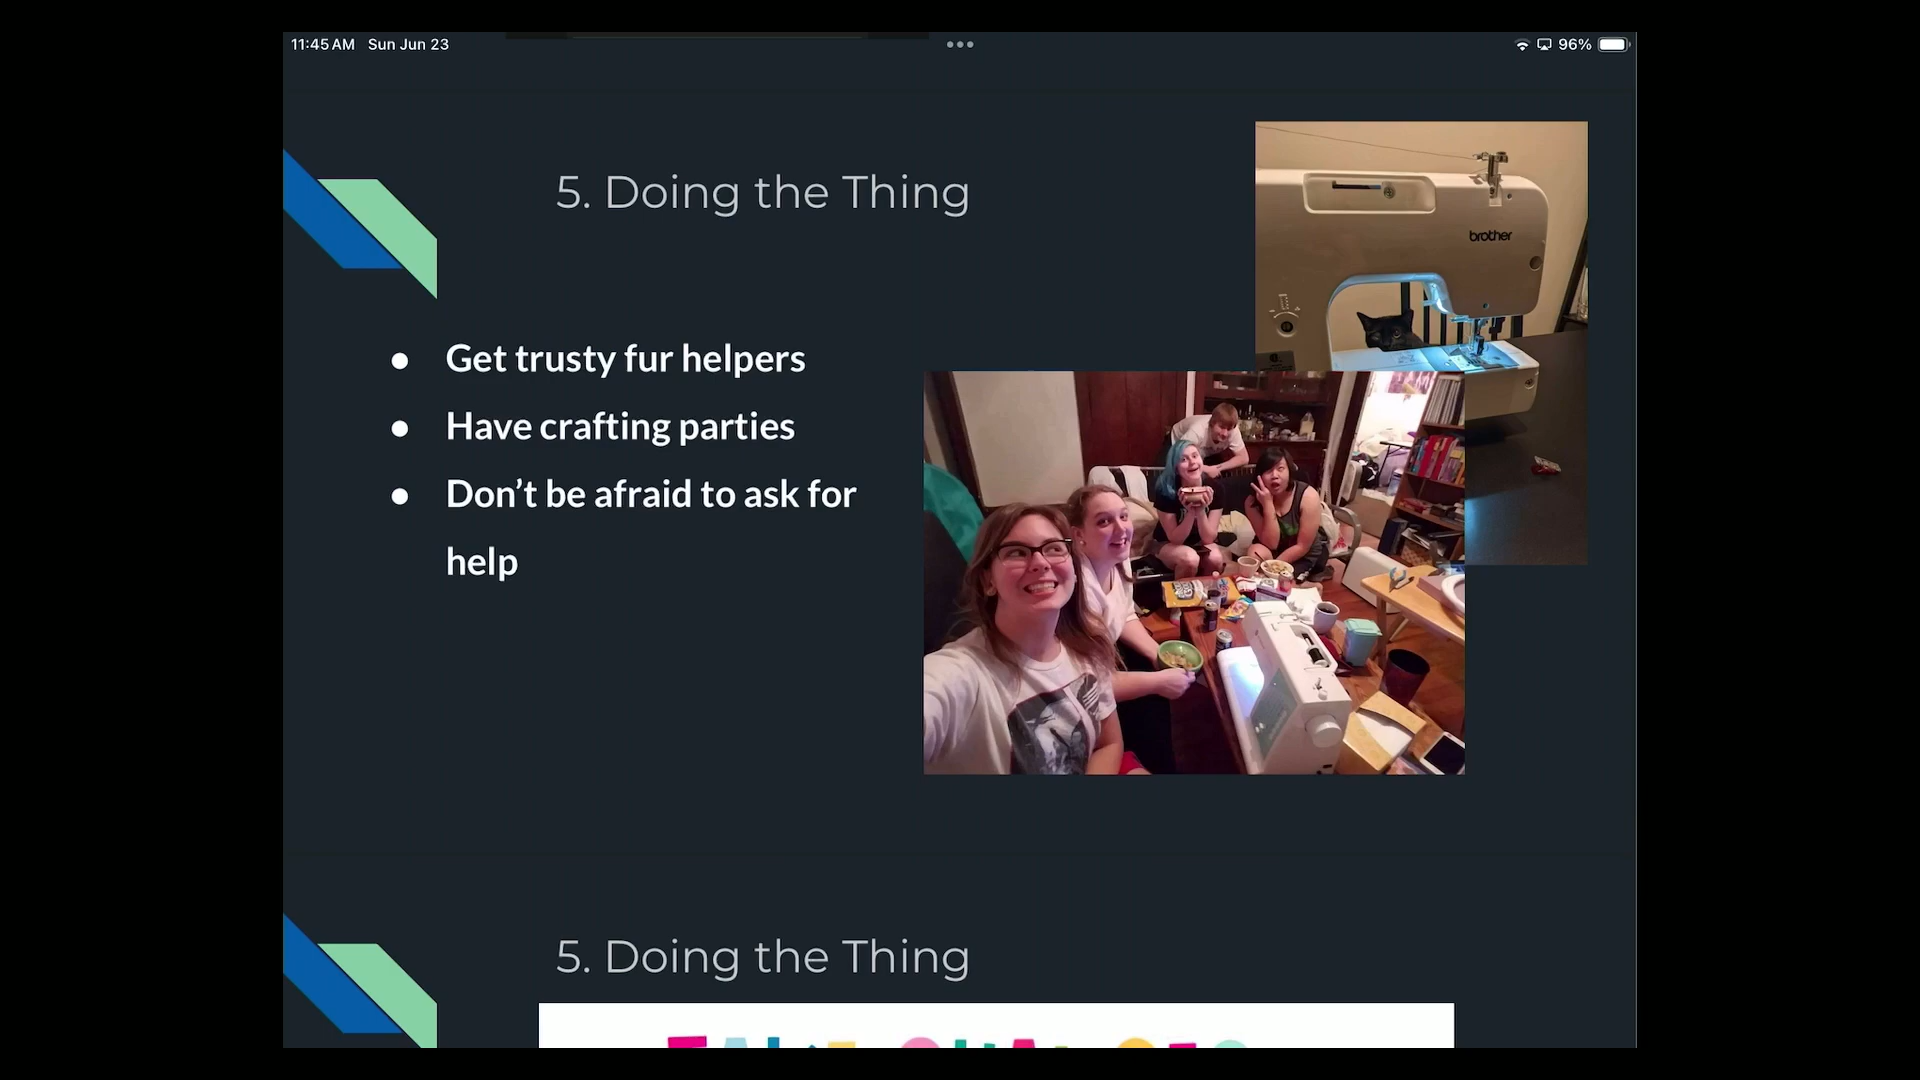 11:45 AM Sun Jun 23
96%
5. Doing the Thing
brother
● Get trusty fur helpers
● Have crafting parties
● Don't be afraid to ask for
help
5. Doing the Thing